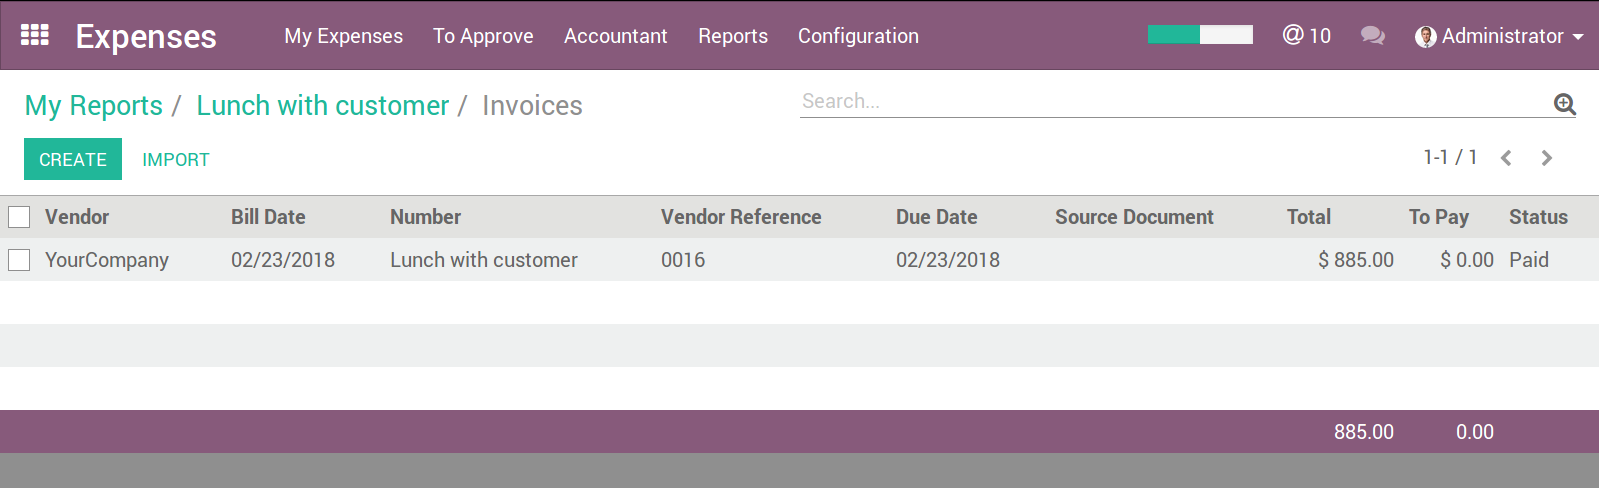 Expenses My Expenses To Approve Accountant Reports Configuration @ 10 Administrator
My Reports / Lunch with customer / Invoices Search...
CREATE IMPORT 1-1 / 1
Vendor Bill Date Number Vendor Reference Due Date Source Document Total To Pay Status
YourCompany 02/23/2018 Lunch with customer 0016 02/23/2018 $ 885.00 $ 0.00 Paid
885.00 0.00